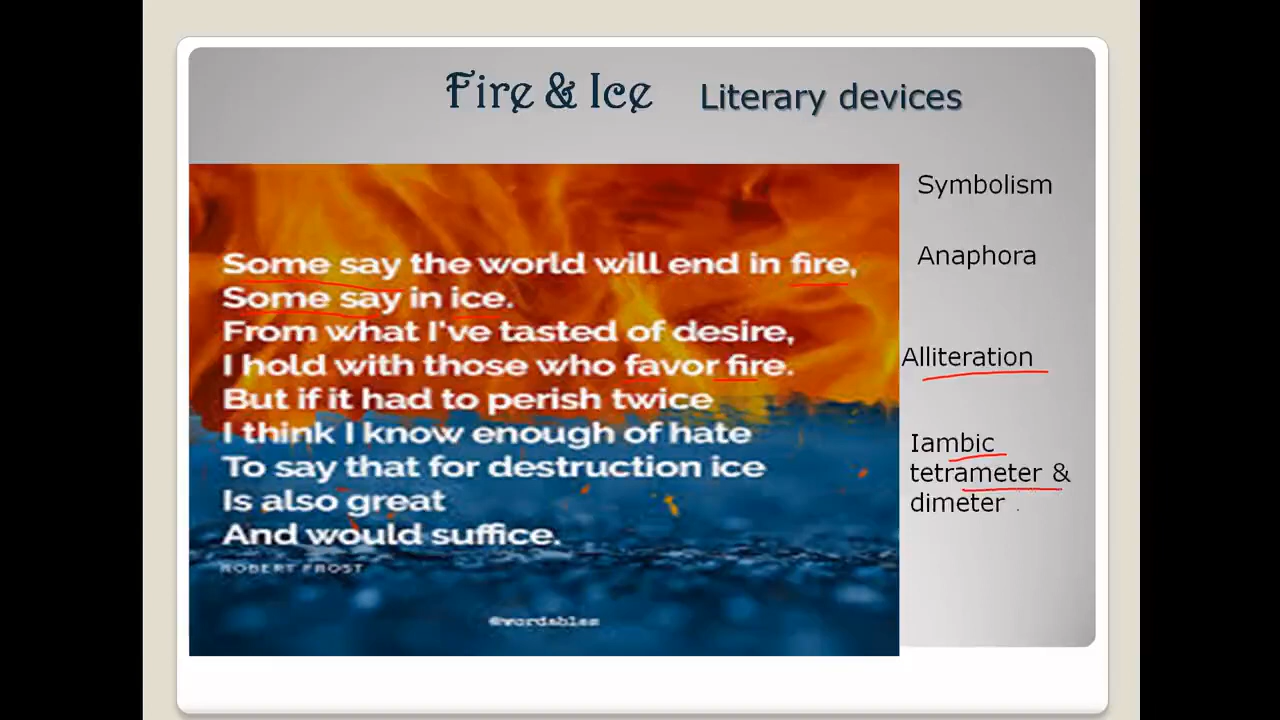 Fire & Ice Literary devices
Some say the world will end in fire,
Some say in ice.
From what I've tasted of desire,
I hold with those who favor fire.
But if it had to perish twice
I think I know enough of hate
To say that for destruction ice
Is also great
And would suffice.
ROBERT FROST
@wordables
Symbolism
Anaphora
Alliteration
Iambic
tetrameter &
dimeter